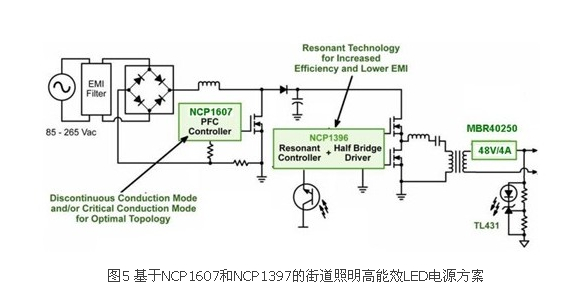 Resonant Technology
for Increased
Efficiency and Lower EMI
EMI
Filter
85 - 265 Vac
NCP1607
PFC
Controller
NCP1396
Resonant
Controller
+
Half Bridge
Driver
MBR40250
48V/4A
TL431
Discontinuous Conduction Mode
and/or Critical Conduction Mode
for Optimal Topology
图5 基于NCP1607和NCP1397的街道照明高能效LED电源方案